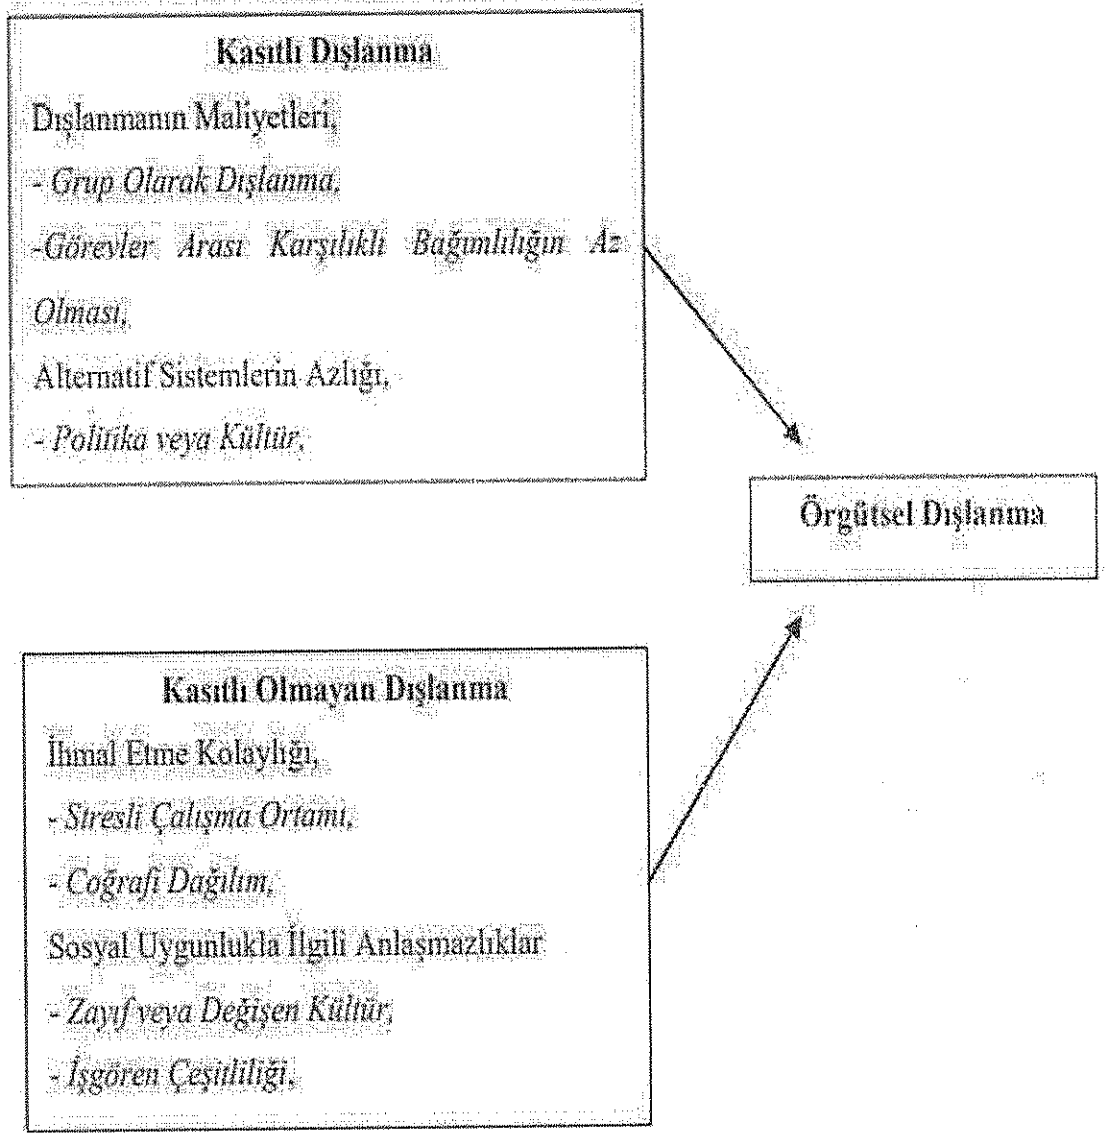 Kasıtlı Dışlanma
Dışlanmanın Maliyetleri,
- Grup Olarak Dışlanma,
-Görevler Arası Karşılıklı Bağımlılığın Az
Olması,
Alternatif Sistemlerin Azlığı,
- Politika veya Kültür,
Örgütsel Dışlanma
Kasıtlı Olmayan Dışlanma
İhmal Etme Kolaylığı,
- Stresli Çalışma Ortamı,
- Coğrafi Dağılım,
Sosyal Uygunlukla İlgili Anlaşmazlıklar
- Zayıf veya Değişen Kültür,
- İşgören Çeşitliliği,